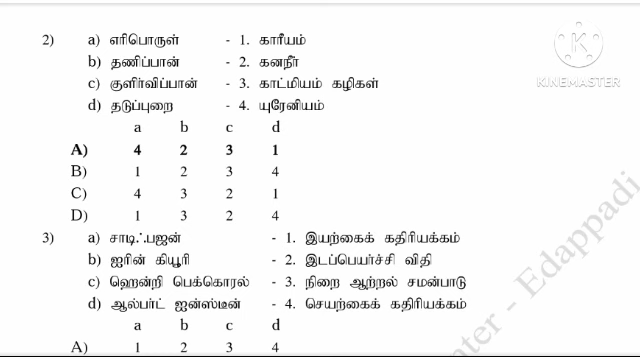 2) a) எரிபொருள் - 1. காரீயம்
b) தணிப்பான் - 2. கனநீர்
c) குளிர்விப்பான் - 3. காட்மியம் கழிகள்
d) தடுப்புறை - 4. யுரேனியம்
a b c d
A) 4 2 3 1
B) 1 2 3 4
C) 4 3 2 1
D) 1 3 2 4
3) a) சாடிஃபஜன் - 1. இயற்கைக் கதிரியக்கம்
b) ஐரின் கியூரி - 2. இடப்பெயர்ச்சி விதி
c) ஹென்றி பெக்கொரல் - 3. நிறை ஆற்றல் சமன்பாடு
d) ஆல்பர்ட் ஐன்ஸ்டீன் - 4. செயற்கைக் கதிரியக்கம்
a b c d
A) 1 2 3 4
K
KINEMASTER
- Edappadi